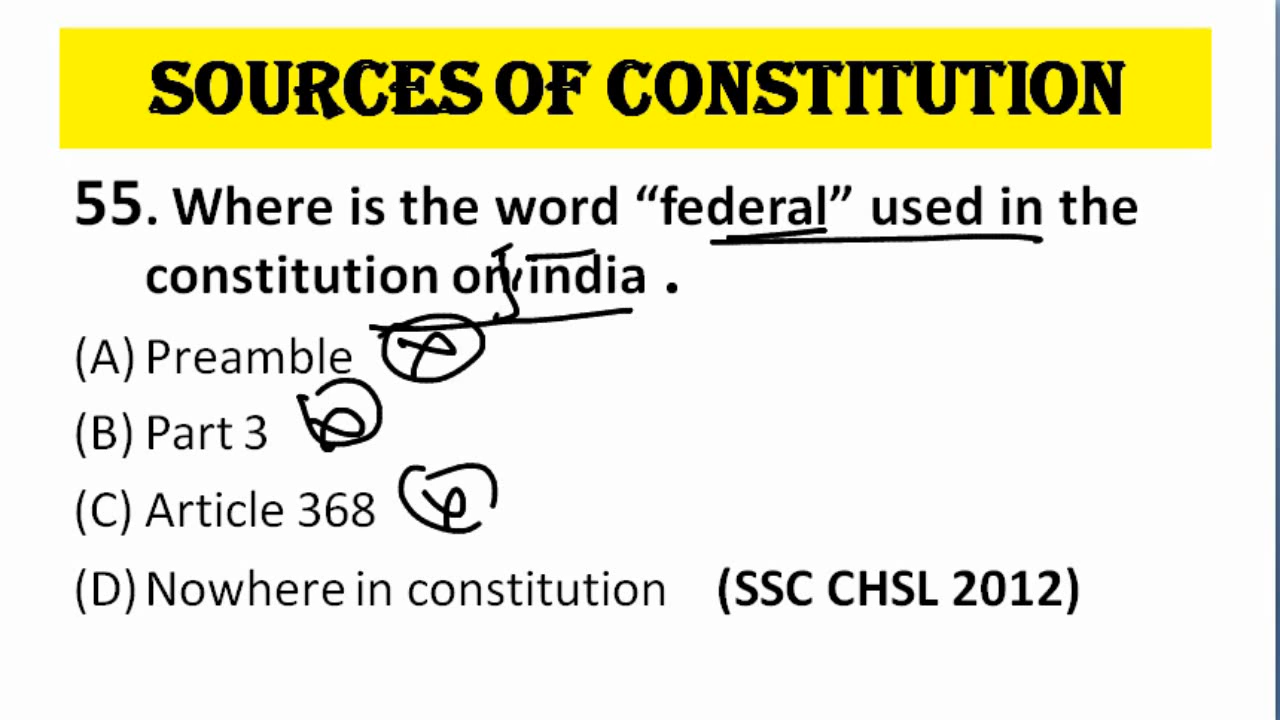 SOURCES OF CONSTITUTION
55. Where is the word “federal” used in the
constitution on india .
(A) Preamble
(B) Part 3
(C) Article 368
(D) Nowhere in constitution (SSC CHSL 2012)